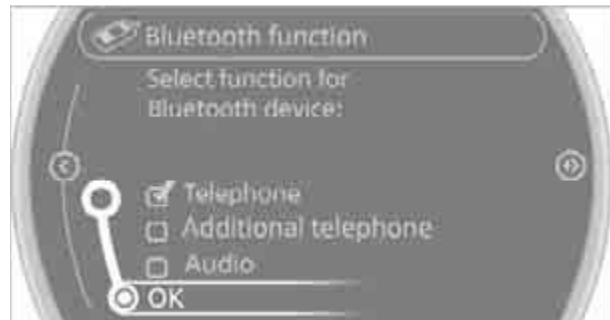 Bluetooth function
Select function for
Bluetooth device:
Telephone
Additional telephone
Audio
OK